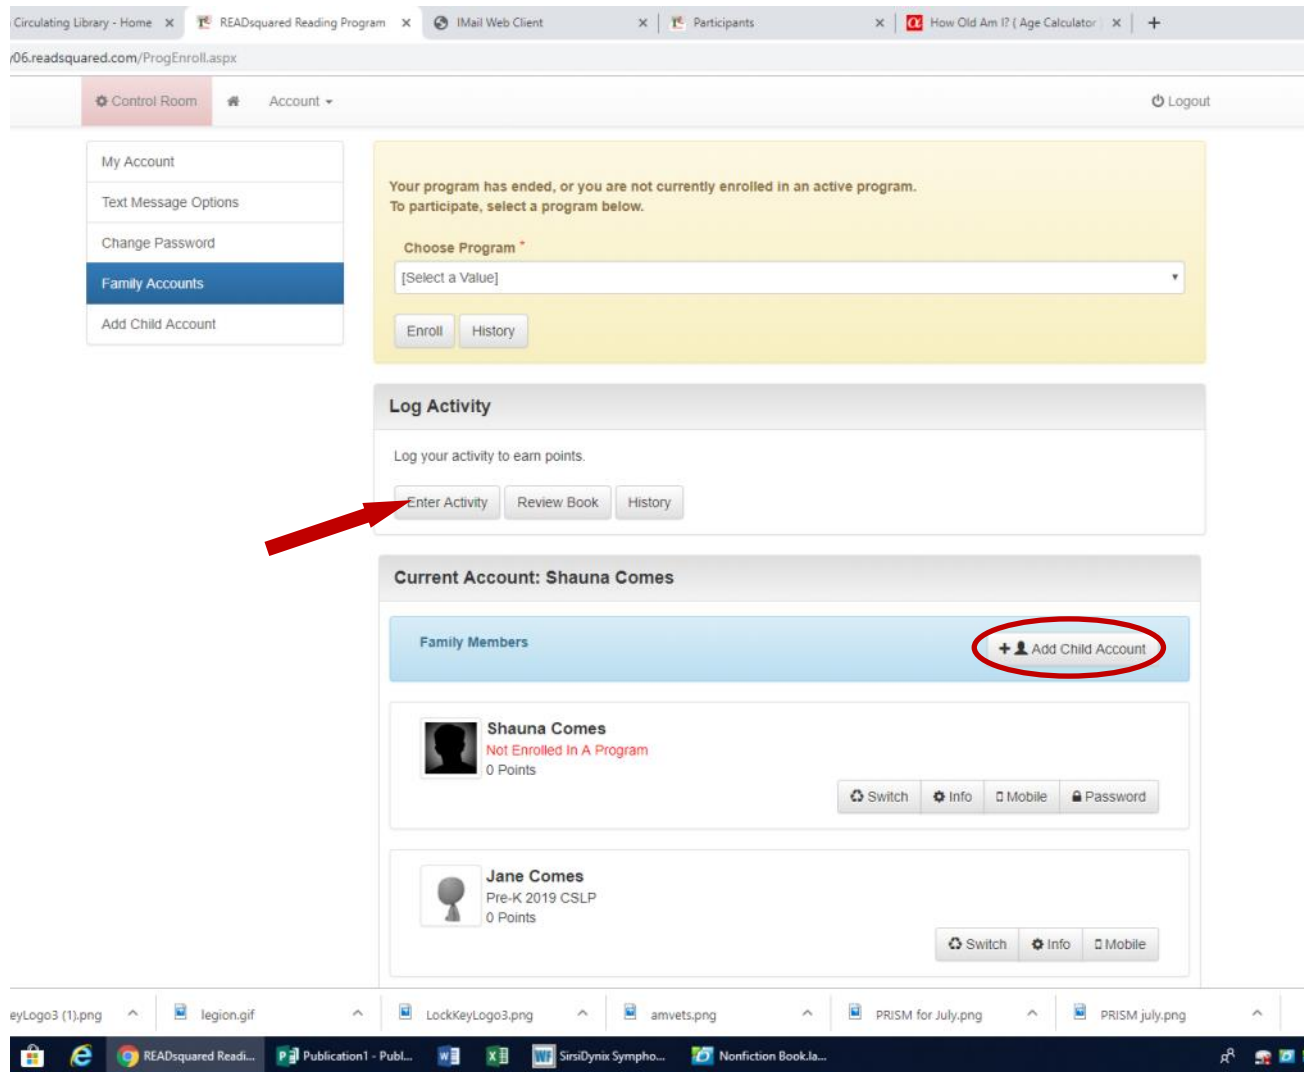 Circulating Library - Home
READsquared Reading Program
IMail Web Client
Participants
How Old Am I? ( Age Calculator
06.readsquared.com/ProgEnroll.aspx
Control Room
Account
Logout
My Account
Text Message Options
Change Password
Family Accounts
Add Child Account
Your program has ended, or you are not currently enrolled in an active program.
To participate, select a program below.
Choose Program *
[Select a Value]
Enroll
History
Log Activity
Log your activity to earn points.
Enter Activity
Review Book
History
Current Account: Shauna Comes
Family Members
Add Child Account
Shauna Comes
Not Enrolled In A Program
0 Points
Switch
Info
Mobile
Password
Jane Comes
Pre-K 2019 CSLP
0 Points
Switch
Info
Mobile
eyLogo3 (1).png
legion.gif
LockKeyLogo3.png
amvets.png
PRISM for July.png
PRISM july.png
READsquared Readi...
Publication1 - Publ...
SirsiDynix Sympho...
Nonfiction Book.la...